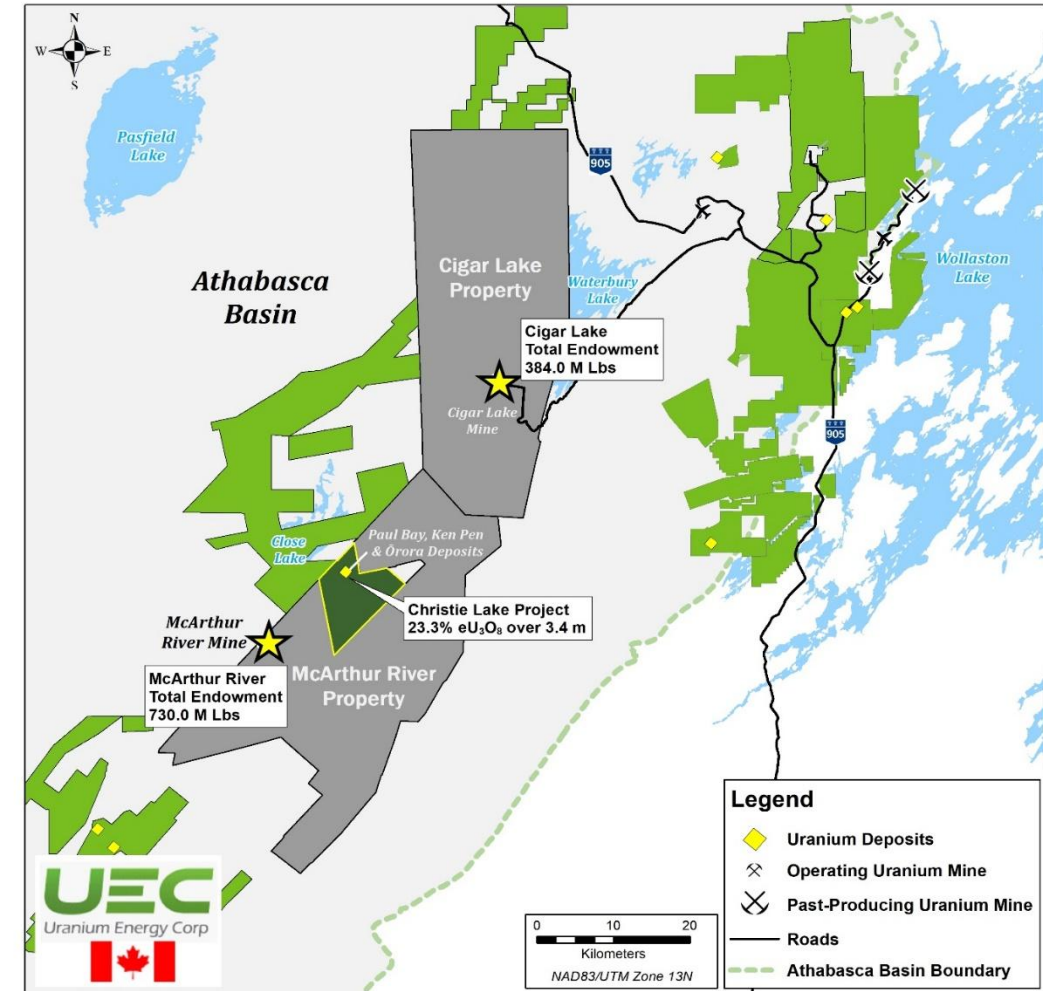 N
W
E
S
Pasfield
Lake
905
Athabasca
Basin
Cigar Lake
Property
Waterbury
Lake
Wollaston
Lake
Cigar Lake
Total Endowment
384.0 M Lbs
Cigar Lake
Mine
905
Paul Bay, Ken Pen
& Ōrora Deposits
Close
Lake
Christie Lake Project
23.3% eU₃O₈ over 3.4 m
McArthur
River Mine
McArthur River
Property
McArthur River
Total Endowment
730.0 M Lbs
Legend
Uranium Deposits
Operating Uranium Mine
Past-Producing Uranium Mine
Roads
Athabasca Basin Boundary
0 10 20
Kilometers
NAD83/UTM Zone 13N
UEC
Uranium Energy Corp